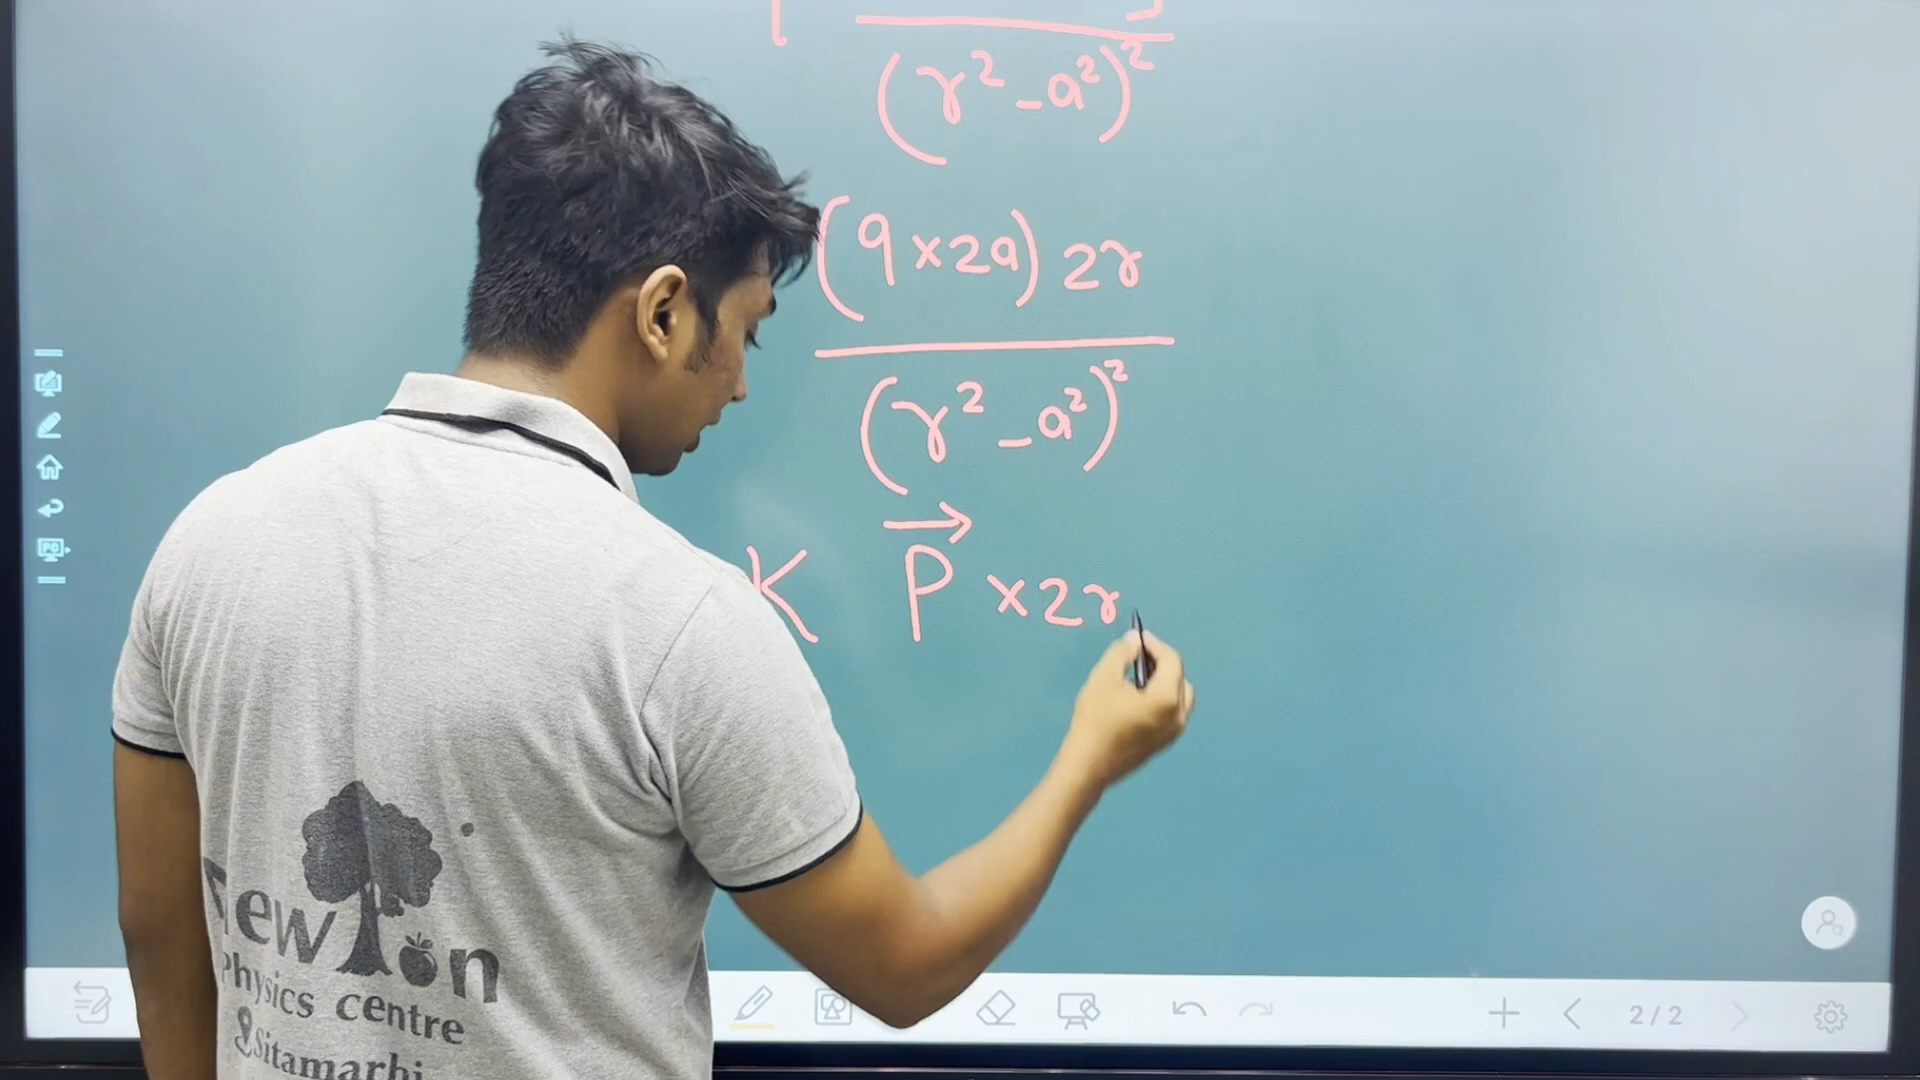 (r² - a²)²
(q × 2a) 2r
(r² - a²)²
K P⃗ × 2r
Newton
Physics centre
Sitamarhi
2/2